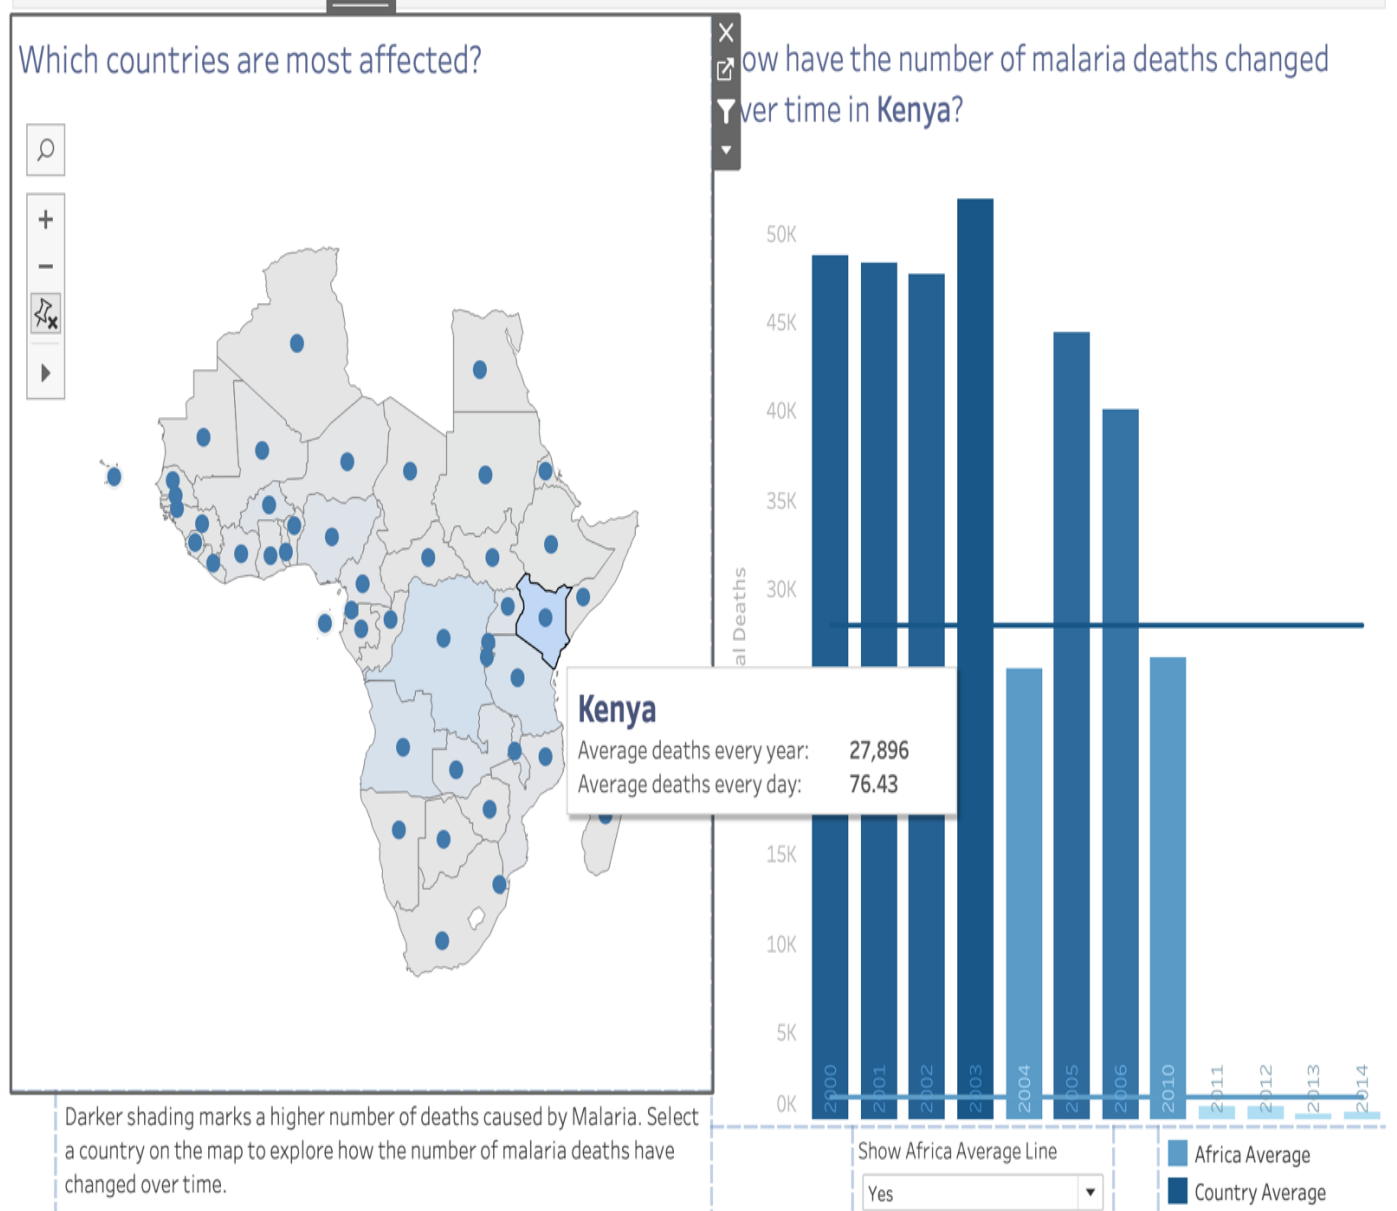 Which countries are most affected?
ow have the number of malaria deaths changed
ver time in Kenya?
50K
45K
40K
35K
30K
15K
10K
5K
0K
al Deaths
Kenya
Average deaths every year: 27,896
Average deaths every day: 76.43
2000
2001
2002
2003
2004
2005
2006
2010
2011
2012
2013
2014
Darker shading marks a higher number of deaths caused by Malaria. Select
a country on the map to explore how the number of malaria deaths have
changed over time.
Show Africa Average Line
Yes
Africa Average
Country Average